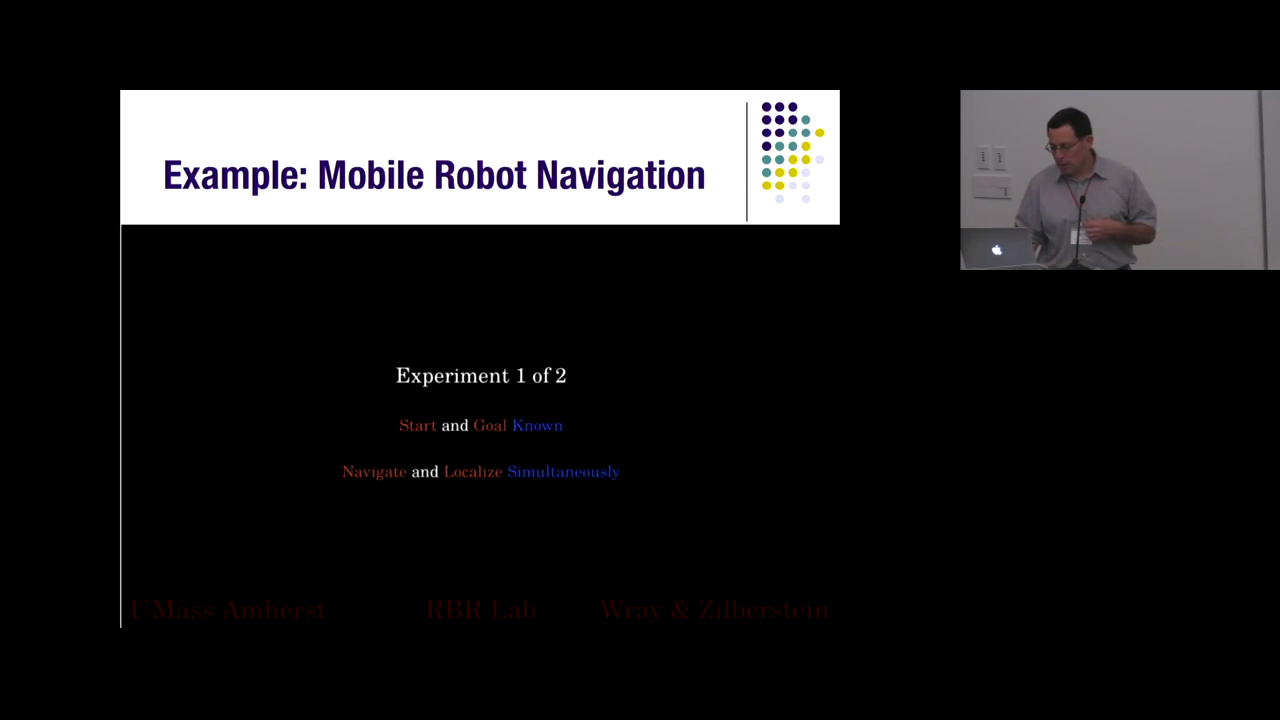 Example: Mobile Robot Navigation
Experiment 1 of 2
Start and Goal Known
Navigate and Localize Simultaneously
UMass Amherst RBR Lab Wray & Zilberstein